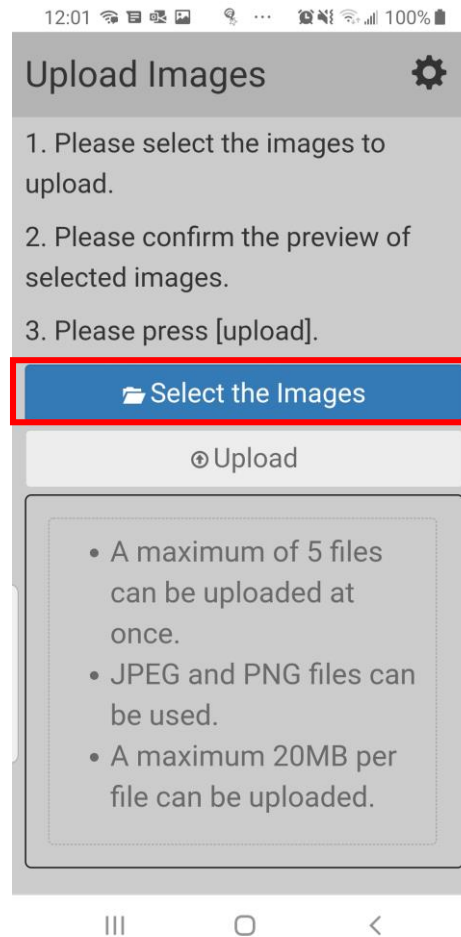 12:01 100%
Upload Images
1. Please select the images to
upload.
2. Please confirm the preview of
selected images.
3. Please press [upload].
Select the Images
Upload
• A maximum of 5 files
can be uploaded at
once.
• JPEG and PNG files can
be used.
• A maximum 20MB per
file can be uploaded.